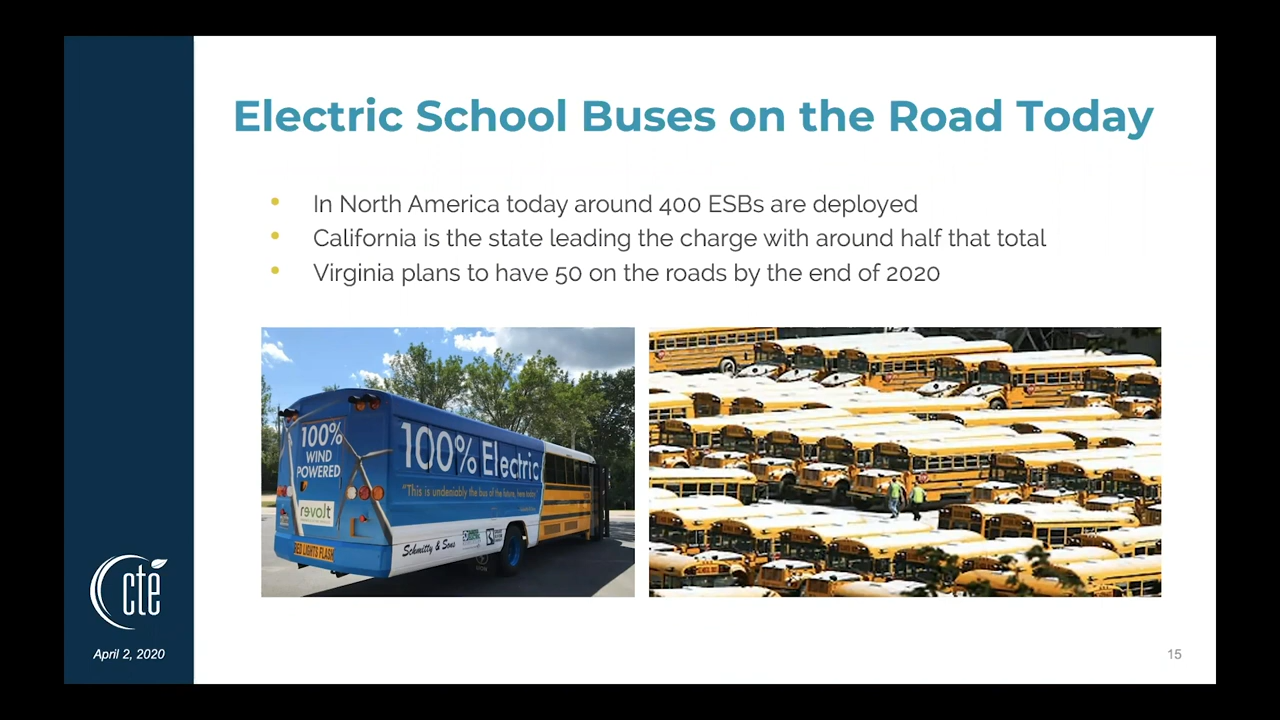 Electric School Buses on the Road Today
• In North America today around 400 ESBs are deployed
• California is the state leading the charge with around half that total
• Virginia plans to have 50 on the roads by the end of 2020
100%
WIND
POWERED
revolt
RED LIGHTS FLASH
100% Electric
"This is undeniably the bus of the future, here today."
Schmitty & Sons
cte
April 2, 2020
15